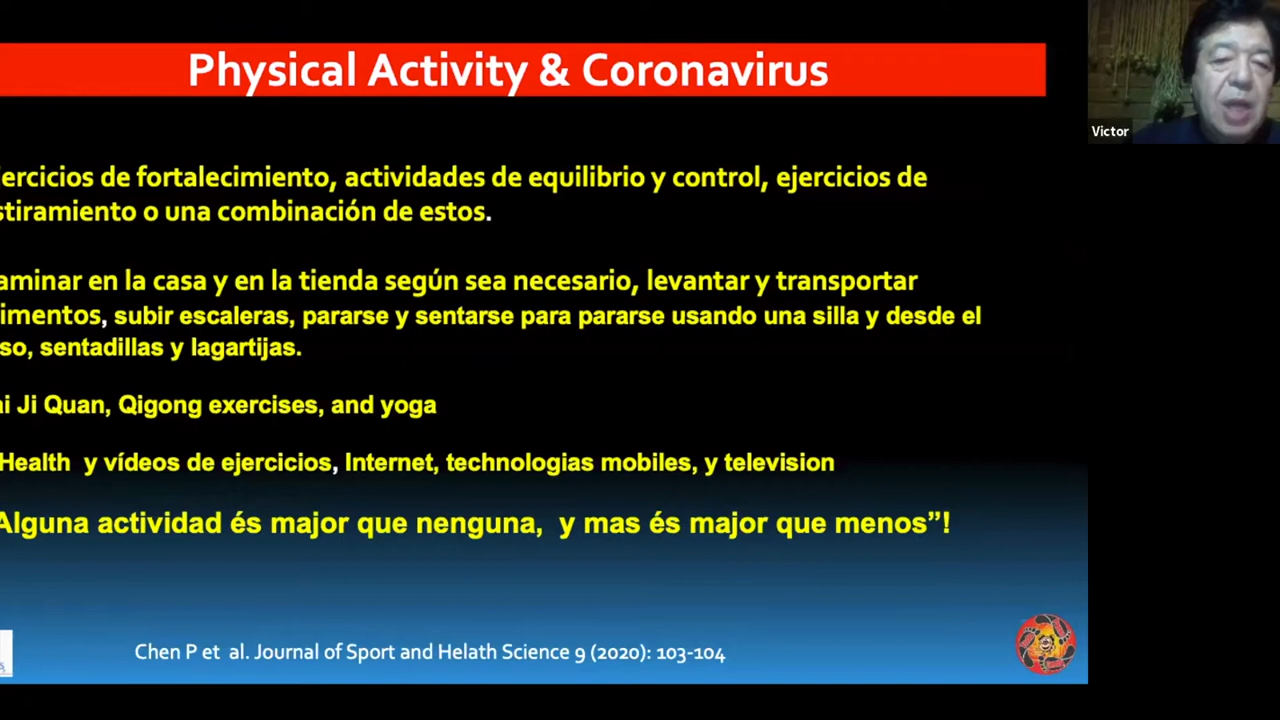 Physical Activity & Coronavirus
Victor
ercicios de fortalecimiento, actividades de equilibrio y control, ejercicios de
stiramiento o una combinación de estos.
aminar en la casa y en la tienda según sea necesario, levantar y transportar
imentos, subir escaleras, pararse y sentarse para pararse usando una silla y desde el
so, sentadillas y lagartijas.
ai Ji Quan, Qigong exercises, and yoga
Health y vídeos de ejercicios, Internet, technologias mobiles, y television
Alguna actividad és major que nenguna, y mas és major que menos”!
Chen P et al. Journal of Sport and Helath Science 9 (2020): 103-104